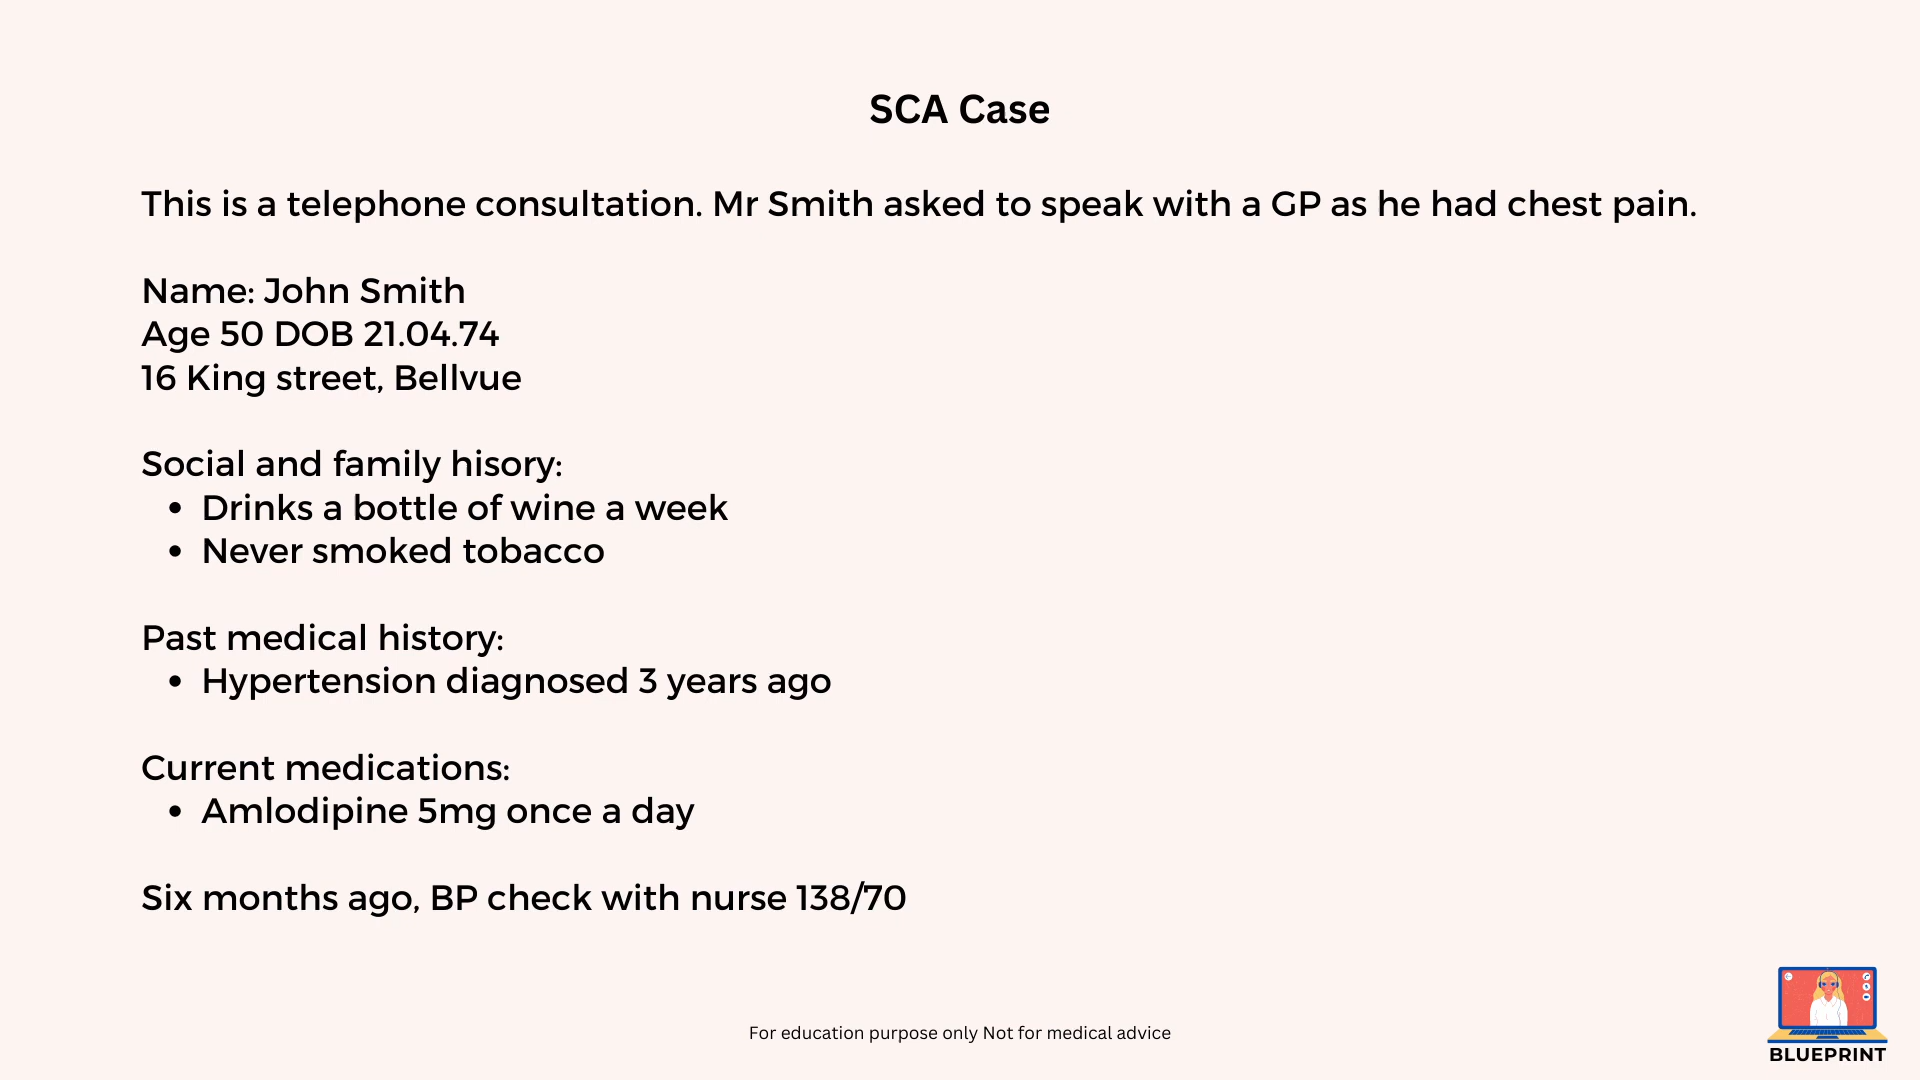 SCA Case
This is a telephone consultation. Mr Smith asked to speak with a GP as he had chest pain.
Name: John Smith
Age 50 DOB 21.04.74
16 King street, Bellvue
Social and family hisory:
• Drinks a bottle of wine a week
• Never smoked tobacco
Past medical history:
• Hypertension diagnosed 3 years ago
Current medications:
• Amlodipine 5mg once a day
Six months ago, BP check with nurse 138/70
For education purpose only Not for medical advice
BLUEPRINT